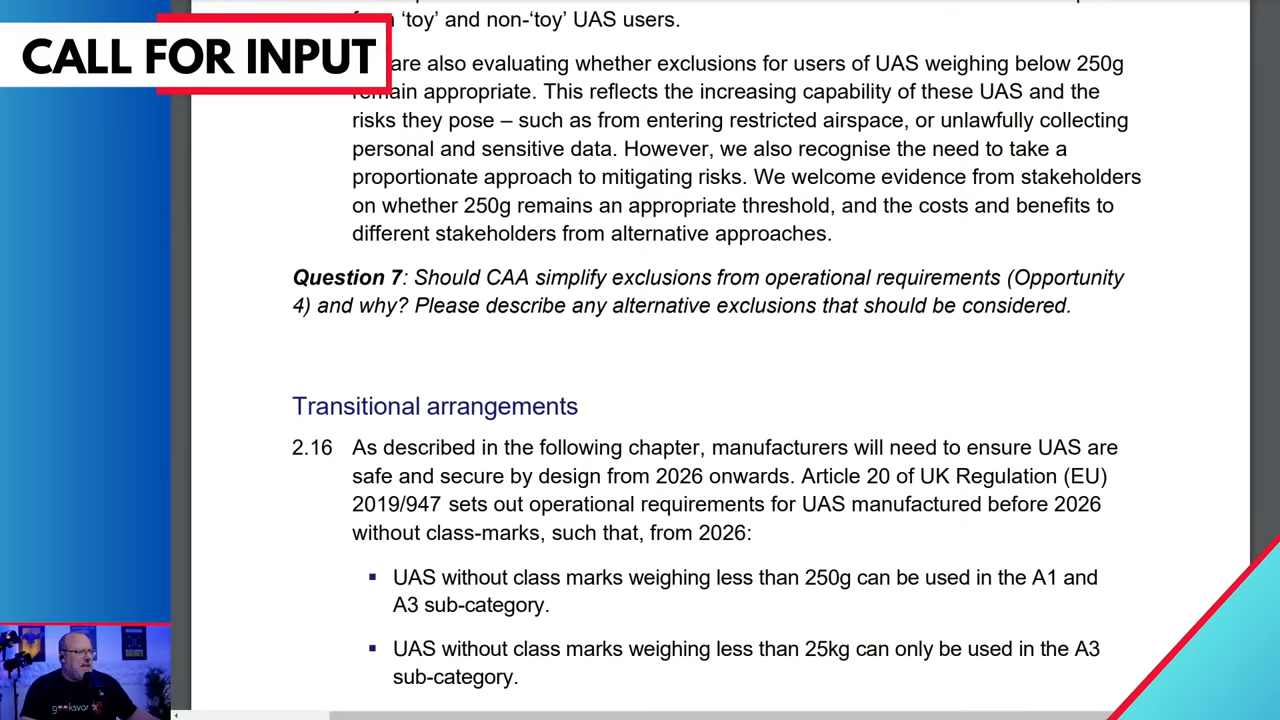 ‘toy’ and non-‘toy’ UAS users.
CALL FOR INPUT
are also evaluating whether exclusions for users of UAS weighing below 250g
remain appropriate. This reflects the increasing capability of these UAS and the
risks they pose – such as from entering restricted airspace, or unlawfully collecting
personal and sensitive data. However, we also recognise the need to take a
proportionate approach to mitigating risks. We welcome evidence from stakeholders
on whether 250g remains an appropriate threshold, and the costs and benefits to
different stakeholders from alternative approaches.
Question 7: Should CAA simplify exclusions from operational requirements (Opportunity
4) and why? Please describe any alternative exclusions that should be considered.
Transitional arrangements
2.16 As described in the following chapter, manufacturers will need to ensure UAS are
safe and secure by design from 2026 onwards. Article 20 of UK Regulation (EU)
2019/947 sets out operational requirements for UAS manufactured before 2026
without class-marks, such that, from 2026:
▪ UAS without class marks weighing less than 250g can be used in the A1 and
A3 sub-category.
▪ UAS without class marks weighing less than 25kg can only be used in the A3
sub-category.